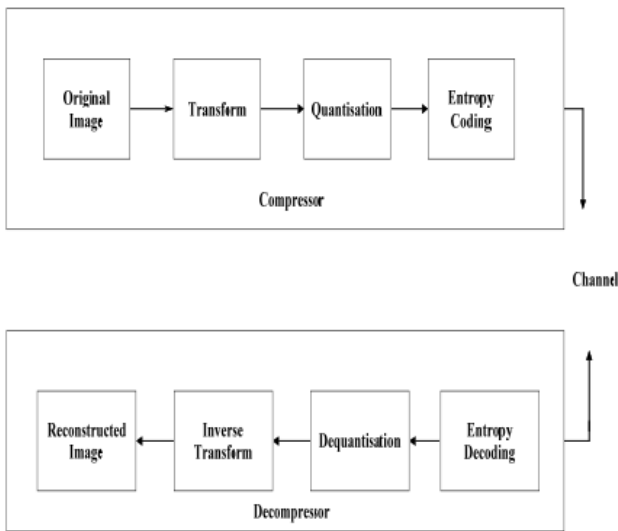 Original
Image
Transform
Quantisation
Entropy
Coding
Compressor
Channel
Reconstructed
Image
Inverse
Transform
Dequantisation
Entropy
Decoding
Decompressor